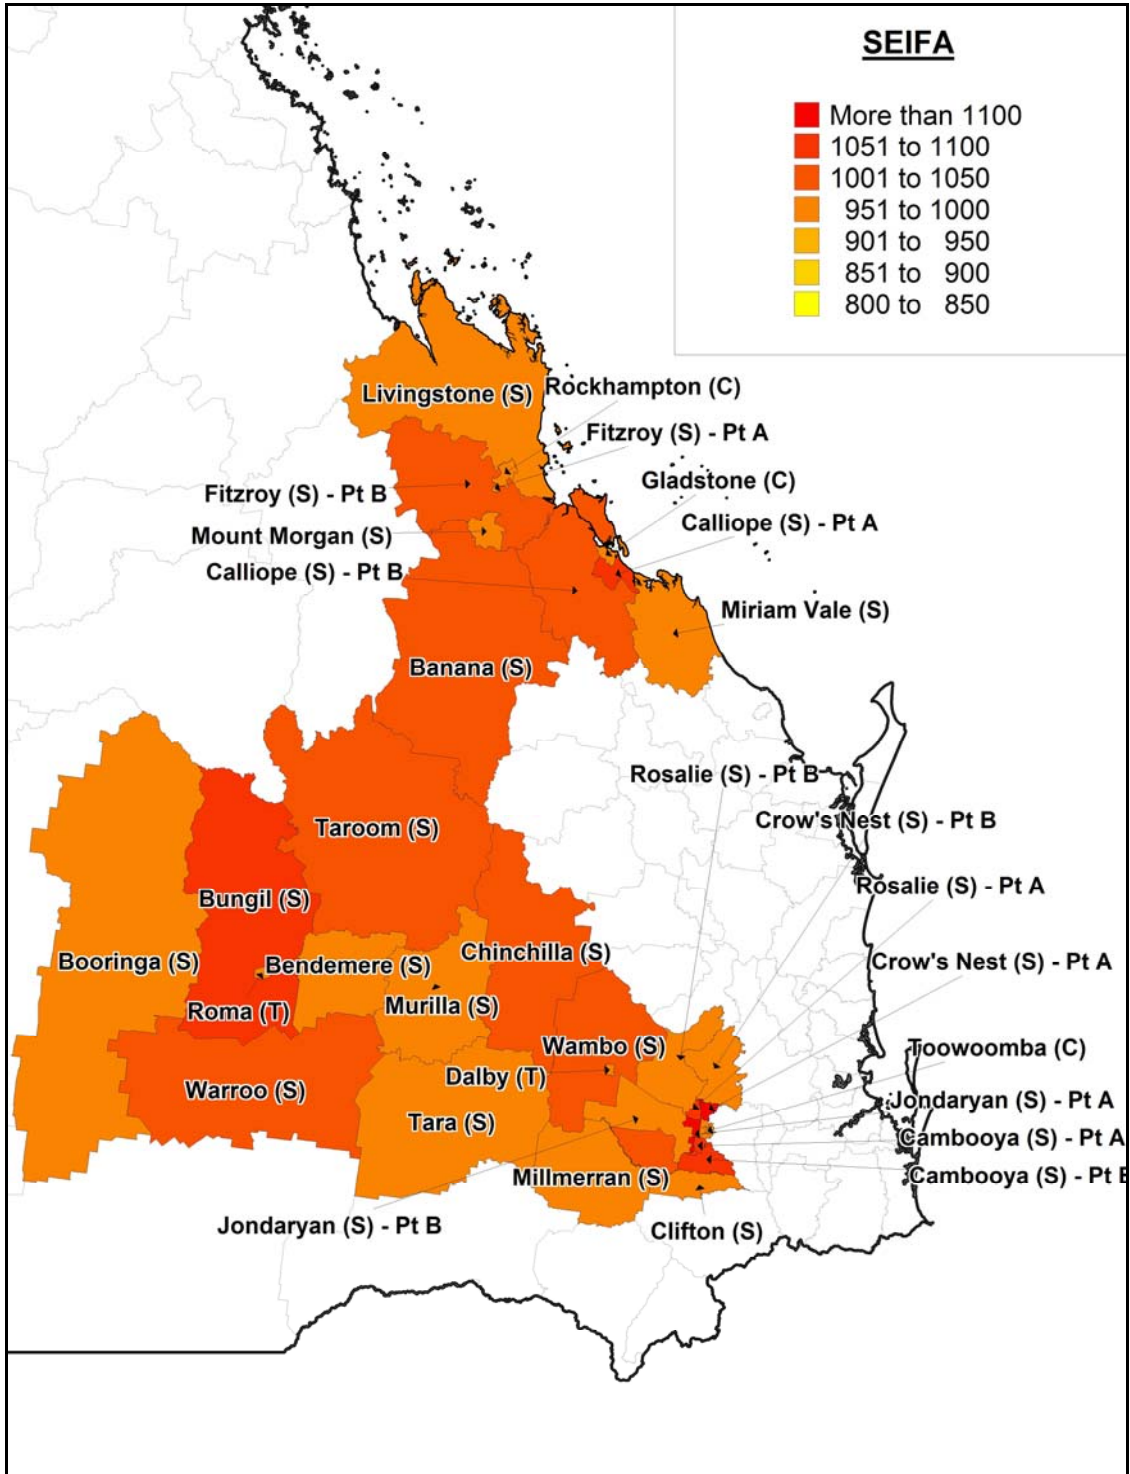 SEIFA
More than 1100
1051 to 1100
1001 to 1050
951 to 1000
901 to 950
851 to 900
800 to 850
Rockhampton (C)
Livingstone (S)
Fitzroy (S) - Pt A
Gladstone (C)
Fitzroy (S) - Pt B
Calliope (S) - Pt A
Mount Morgan (S)
Calliope (S) - Pt B
Miriam Vale (S)
Banana (S)
Rosalie (S) - Pt B
Crow's Nest (S) - Pt B
Taroom (S)
Rosalie (S) - Pt A
Bungil (S)
Chinchilla (S)
Booringa (S)
Bendemere (S)
Crow's Nest (S) - Pt A
Murilla (S)
Roma (T)
Wambo (S)
Toowoomba (C)
Dalby (T)
Warroo (S)
Jondaryan (S) - Pt A
Tara (S)
Cambooya (S) - Pt A
Millmerran (S)
Cambooya (S) - Pt B
Jondaryan (S) - Pt B
Clifton (S)